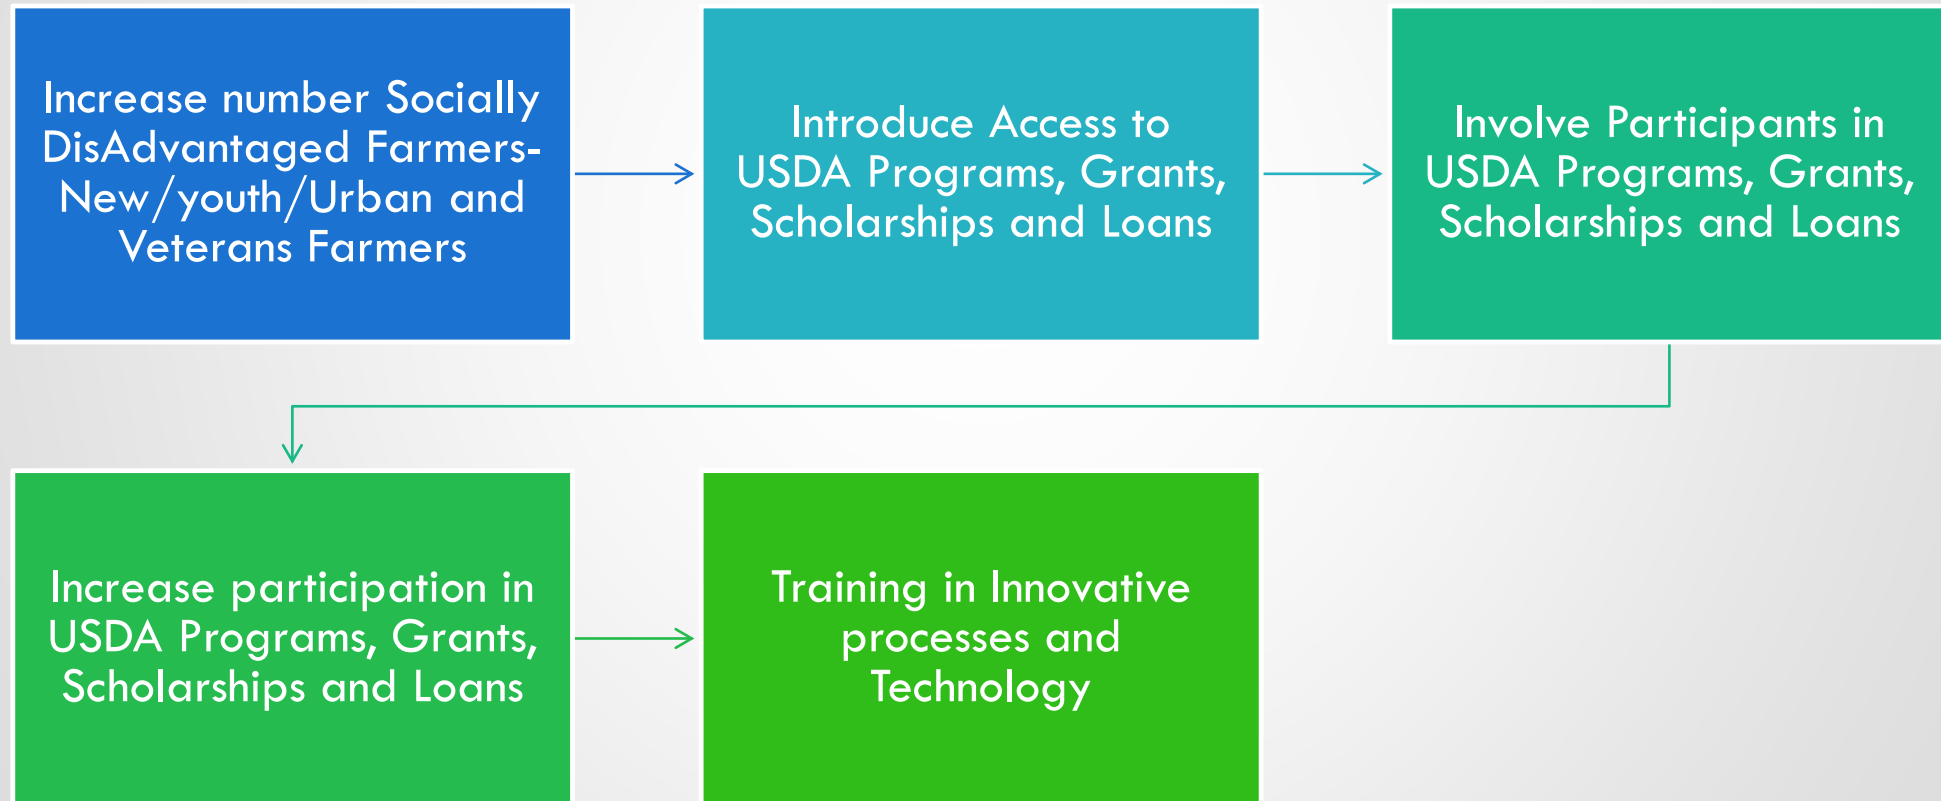 Increase number Socially
DisAdvantaged Farmers-
New/youth/Urban and
Veterans Farmers
Introduce Access to
USDA Programs, Grants,
Scholarships and Loans
Involve Participants in
USDA Programs, Grants,
Scholarships and Loans
Increase participation in
USDA Programs, Grants,
Scholarships and Loans
Training in Innovative
processes and
Technology